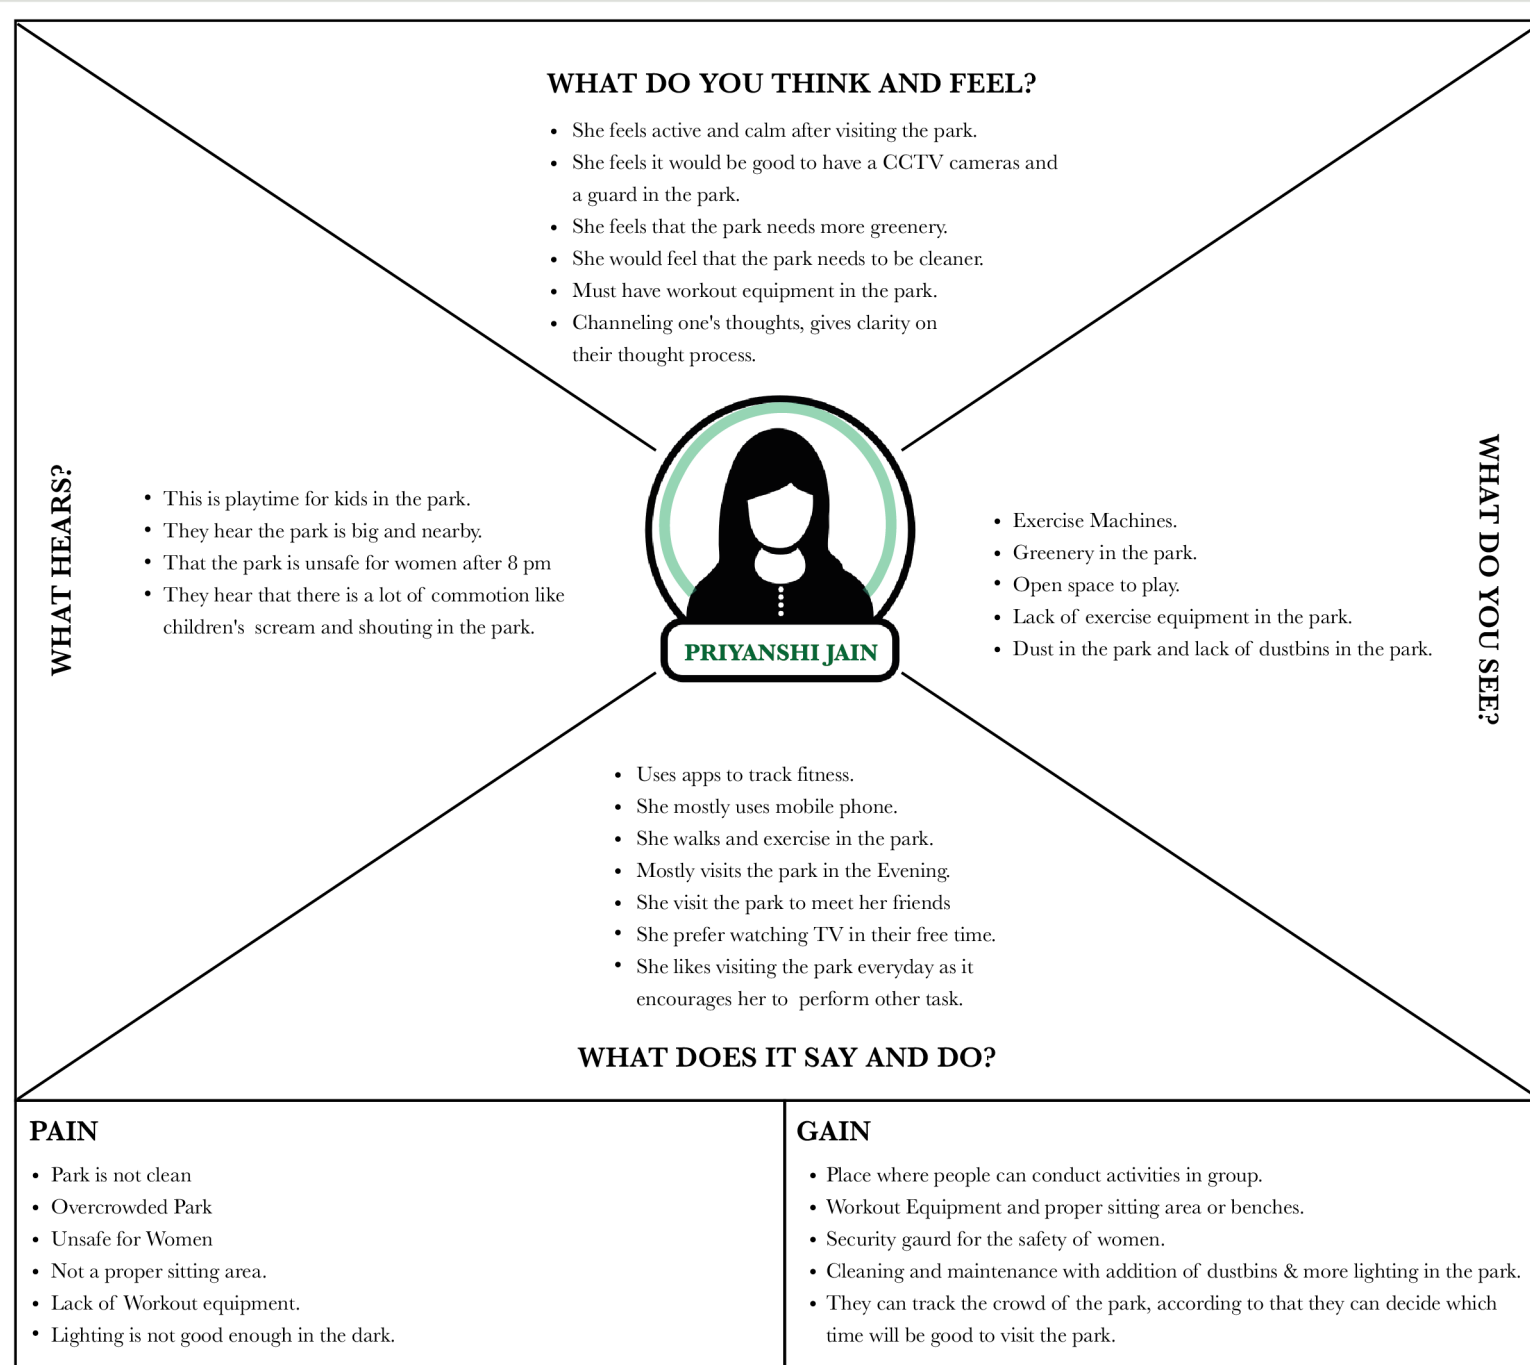 WHAT DO YOU THINK AND FEEL?
• She feels active and calm after visiting the park.
• She feels it would be good to have a CCTV cameras and
a guard in the park.
• She feels that the park needs more greenery.
• She would feel that the park needs to be cleaner.
• Must have workout equipment in the park.
• Channeling one's thoughts, gives clarity on
their thought process.
WHAT HEARS?
• This is playtime for kids in the park.
• They hear the park is big and nearby.
• That the park is unsafe for women after 8 pm
• They hear that there is a lot of commotion like
children's scream and shouting in the park.
PRIYANSHI JAIN
• Exercise Machines.
• Greenery in the park.
• Open space to play.
• Lack of exercise equipment in the park.
• Dust in the park and lack of dustbins in the park.
WHAT DO YOU SEE?
• Uses apps to track fitness.
• She mostly uses mobile phone.
• She walks and exercise in the park.
• Mostly visits the park in the Evening.
• She visit the park to meet her friends
• She prefer watching TV in their free time.
• She likes visiting the park everyday as it
encourages her to perform other task.
WHAT DOES IT SAY AND DO?
PAIN
• Park is not clean
• Overcrowded Park
• Unsafe for Women
• Not a proper sitting area.
• Lack of Workout equipment.
• Lighting is not good enough in the dark.
GAIN
• Place where people can conduct activities in group.
• Workout Equipment and proper sitting area or benches.
• Security gaurd for the safety of women.
• Cleaning and maintenance with addition of dustbins & more lighting in the park.
• They can track the crowd of the park, according to that they can decide which
time will be good to visit the park.